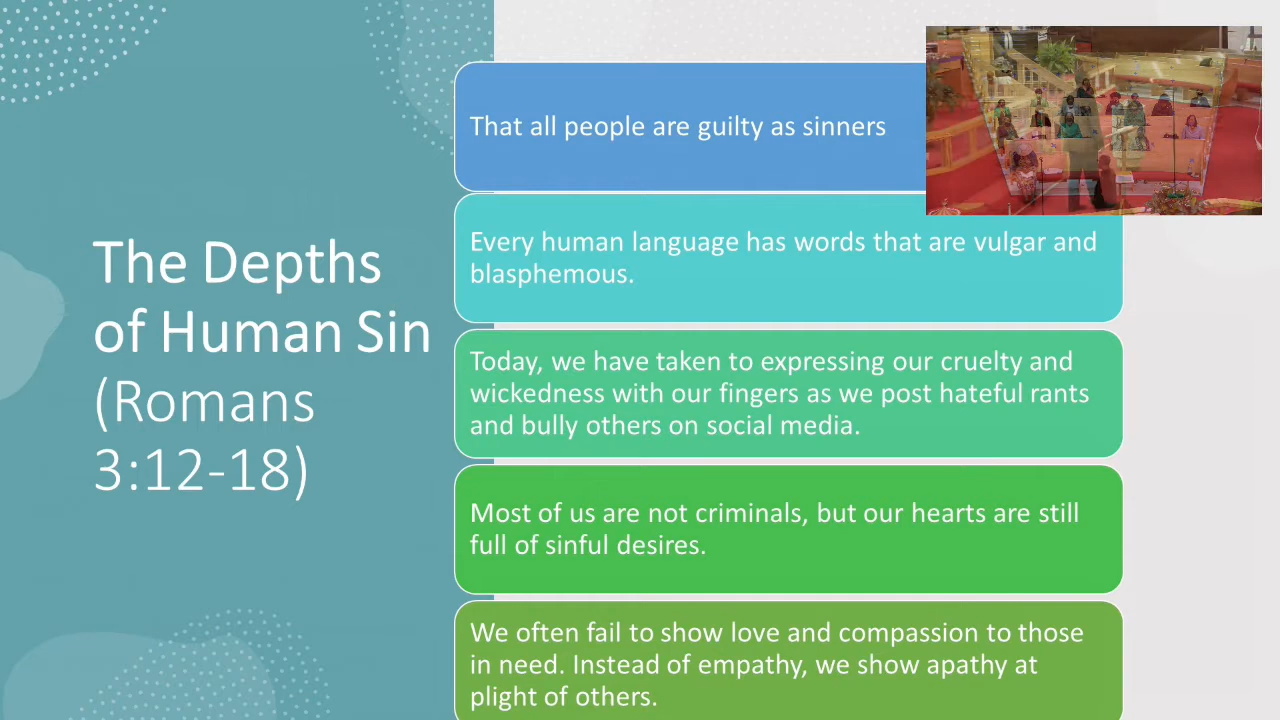 The Depths
of Human Sin
(Romans
3:12-18)
That all people are guilty as sinners
Every human language has words that are vulgar and
blasphemous.
Today, we have taken to expressing our cruelty and
wickedness with our fingers as we post hateful rants
and bully others on social media.
Most of us are not criminals, but our hearts are still
full of sinful desires.
We often fail to show love and compassion to those
in need. Instead of empathy, we show apathy at
plight of others.